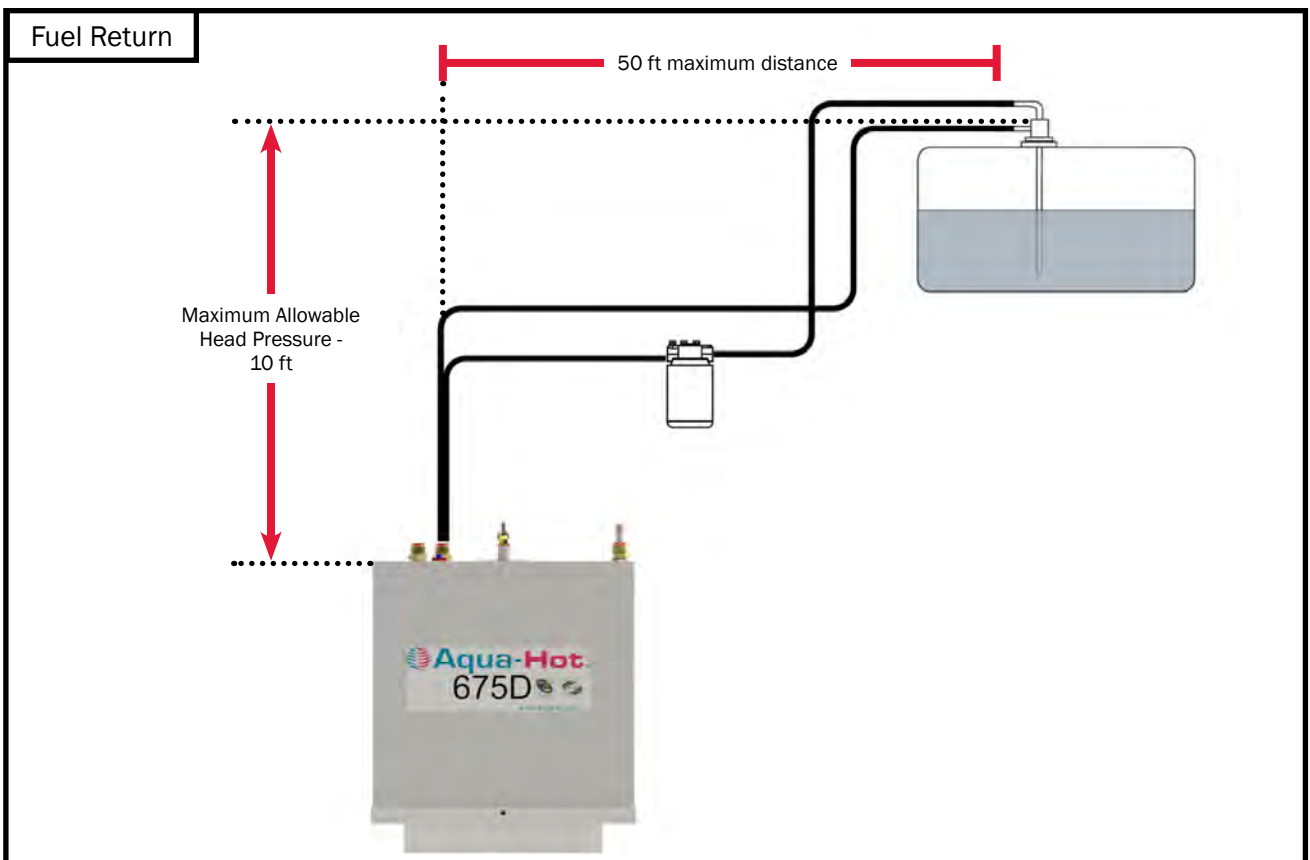 Fuel Return
50 ft maximum distance
Maximum Allowable
Head Pressure -
10 ft
Aqua-Hot
675D